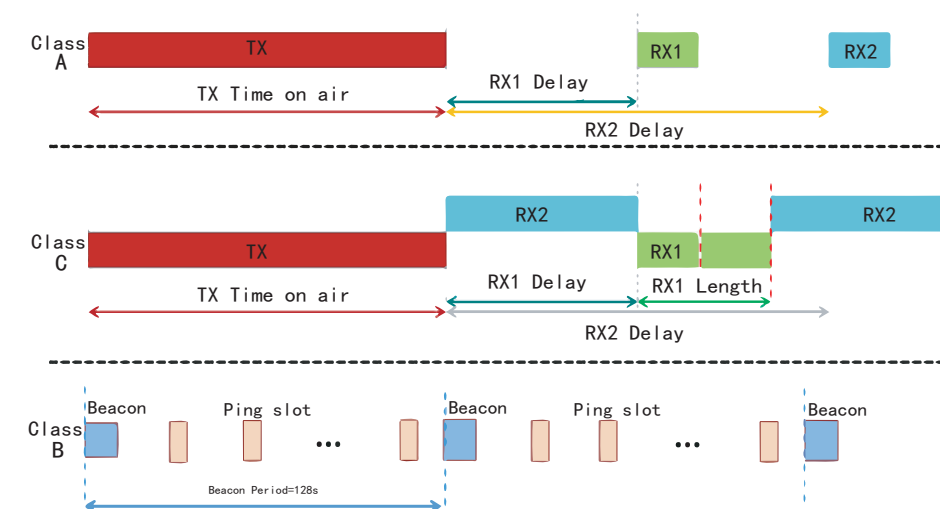 Class
A
TX
RX1
RX2
TX Time on air
RX1 Delay
RX2 Delay
RX2
RX2
Class
C
TX
RX1
TX Time on air
RX1 Delay
RX1 Length
RX2 Delay
Beacon
Ping slot
Beacon
Ping slot
Beacon
Class
B
...
...
Beacon Period=128s